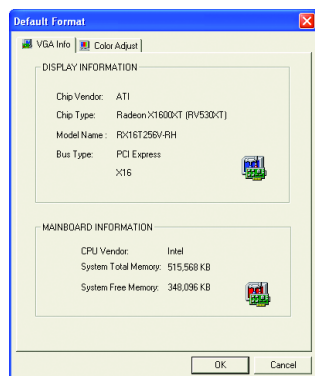 Default Format
VGA Info Color Adjust
DISPLAY INFORMATION
Chip Vendor: ATI
Chip Type: Radeon X1600XT (RV530XT)
Model Name : RX16T256V-RH
Bus Type: PCI Express
X16
MAINBOARD INFORMATION
CPU Vendor: Intel
System Total Memory: 515,568 KB
System Free Memory: 348,096 KB
OK Cancel